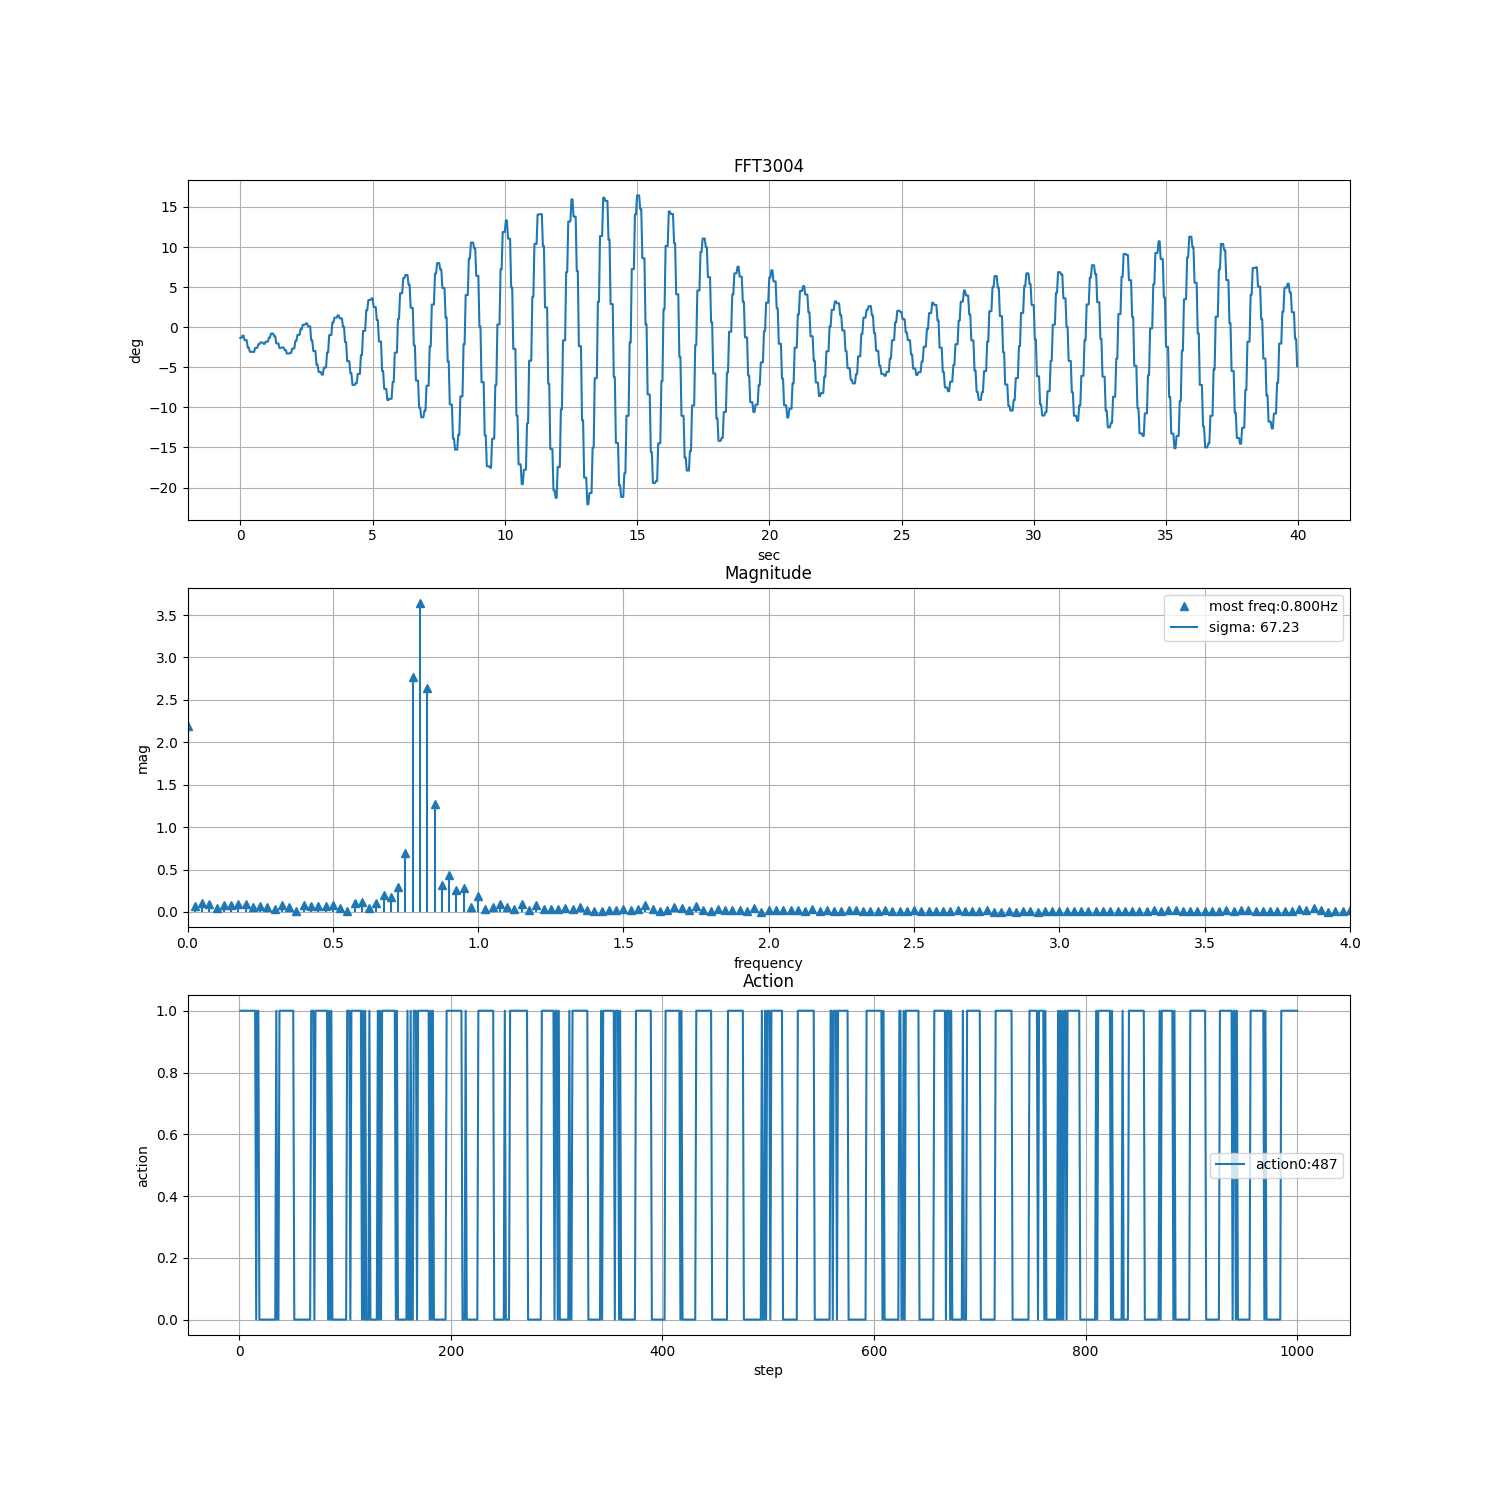 FFT3004
15
10
5
0
−5
−10
−15
−20
deg
0 5 10 15 20 25 30 35 40
sec
Magnitude
most freq:0.800Hz
sigma: 67.23
3.5
3.0
2.5
2.0
1.5
1.0
0.5
0.0
mag
0.0 0.5 1.0 1.5 2.0 2.5 3.0 3.5 4.0
frequency
Action
1.0
0.8
0.6
0.4
0.2
0.0
action
action0:487
0 200 400 600 800 1000
step